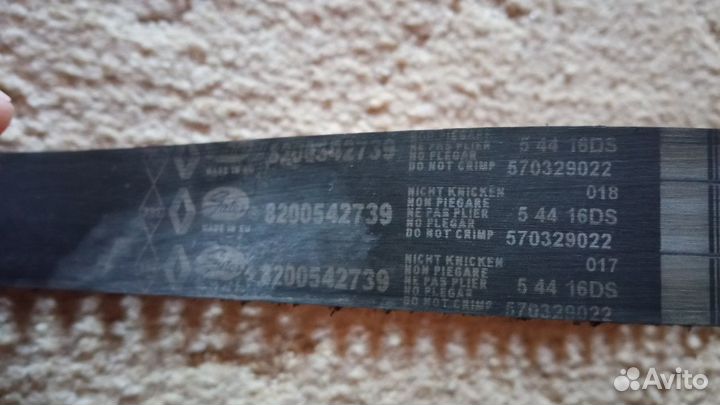 NON PIEGARE
NE PAS PLIER 5 44 16DS
8200542739 NO PLEGAR
MADE IN EU DO NOT CRIMP 570329022
NICHT KNICKEN 018
NON PIEGARE
Gates 8200542739 NE PAS PLIER 5 44 16DS
NO PLEGAR
MADE IN EU DO NOT CRIMP 570329022
NICHT KNICKEN 017
NON PIEGARE
Gates 8200542739 NE PAS PLIER 5 44 16DS
NO PLEGAR
DO NOT CRIMP 570329022
Avito